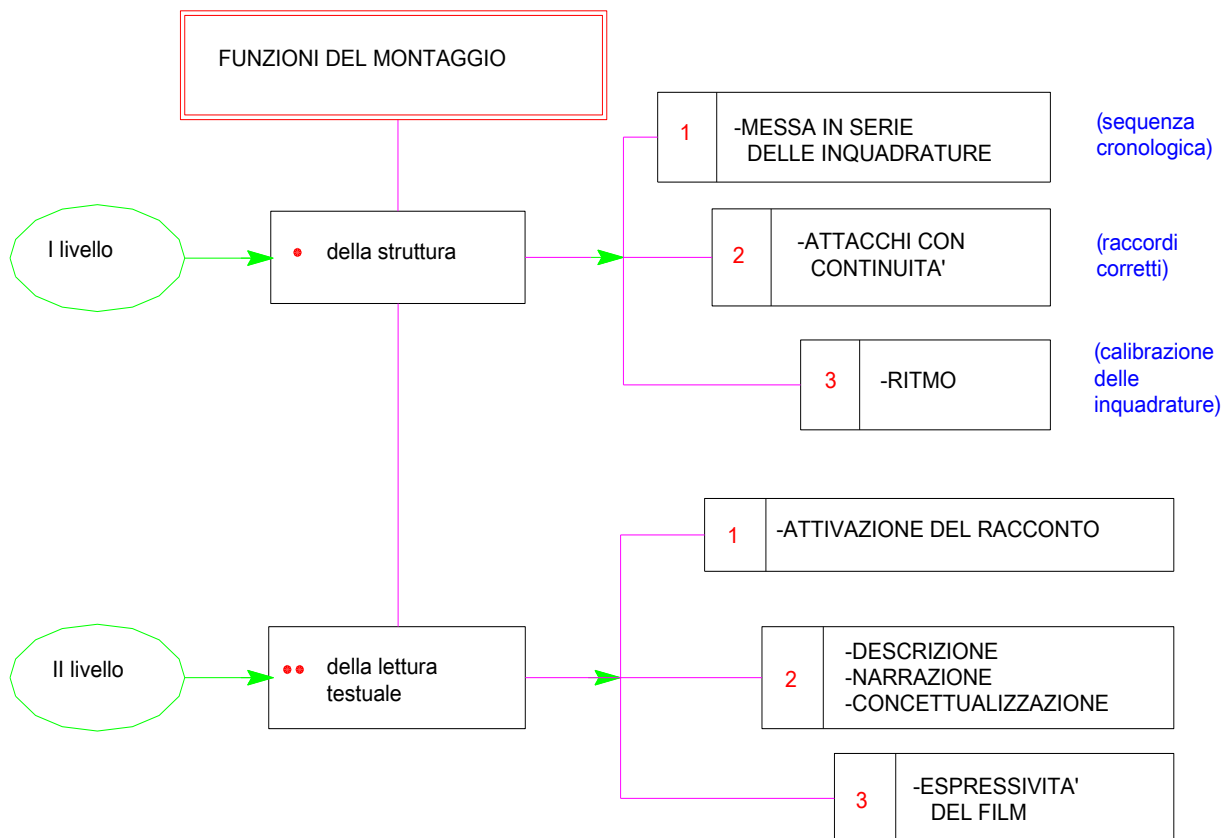 FUNZIONI DEL MONTAGGIO
1
-MESSA IN SERIE
DELLE INQUADRATURE
(sequenza
cronologica)
I livello
• della struttura
2
-ATTACCHI CON
CONTINUITA'
(raccordi
corretti)
3
-RITMO
(calibrazione
delle
inquadrature)
1
-ATTIVAZIONE DEL RACCONTO
II livello
•• della lettura
testuale
2
-DESCRIZIONE
-NARRAZIONE
-CONCETTUALIZZAZIONE
3
-ESPRESSIVITA'
DEL FILM